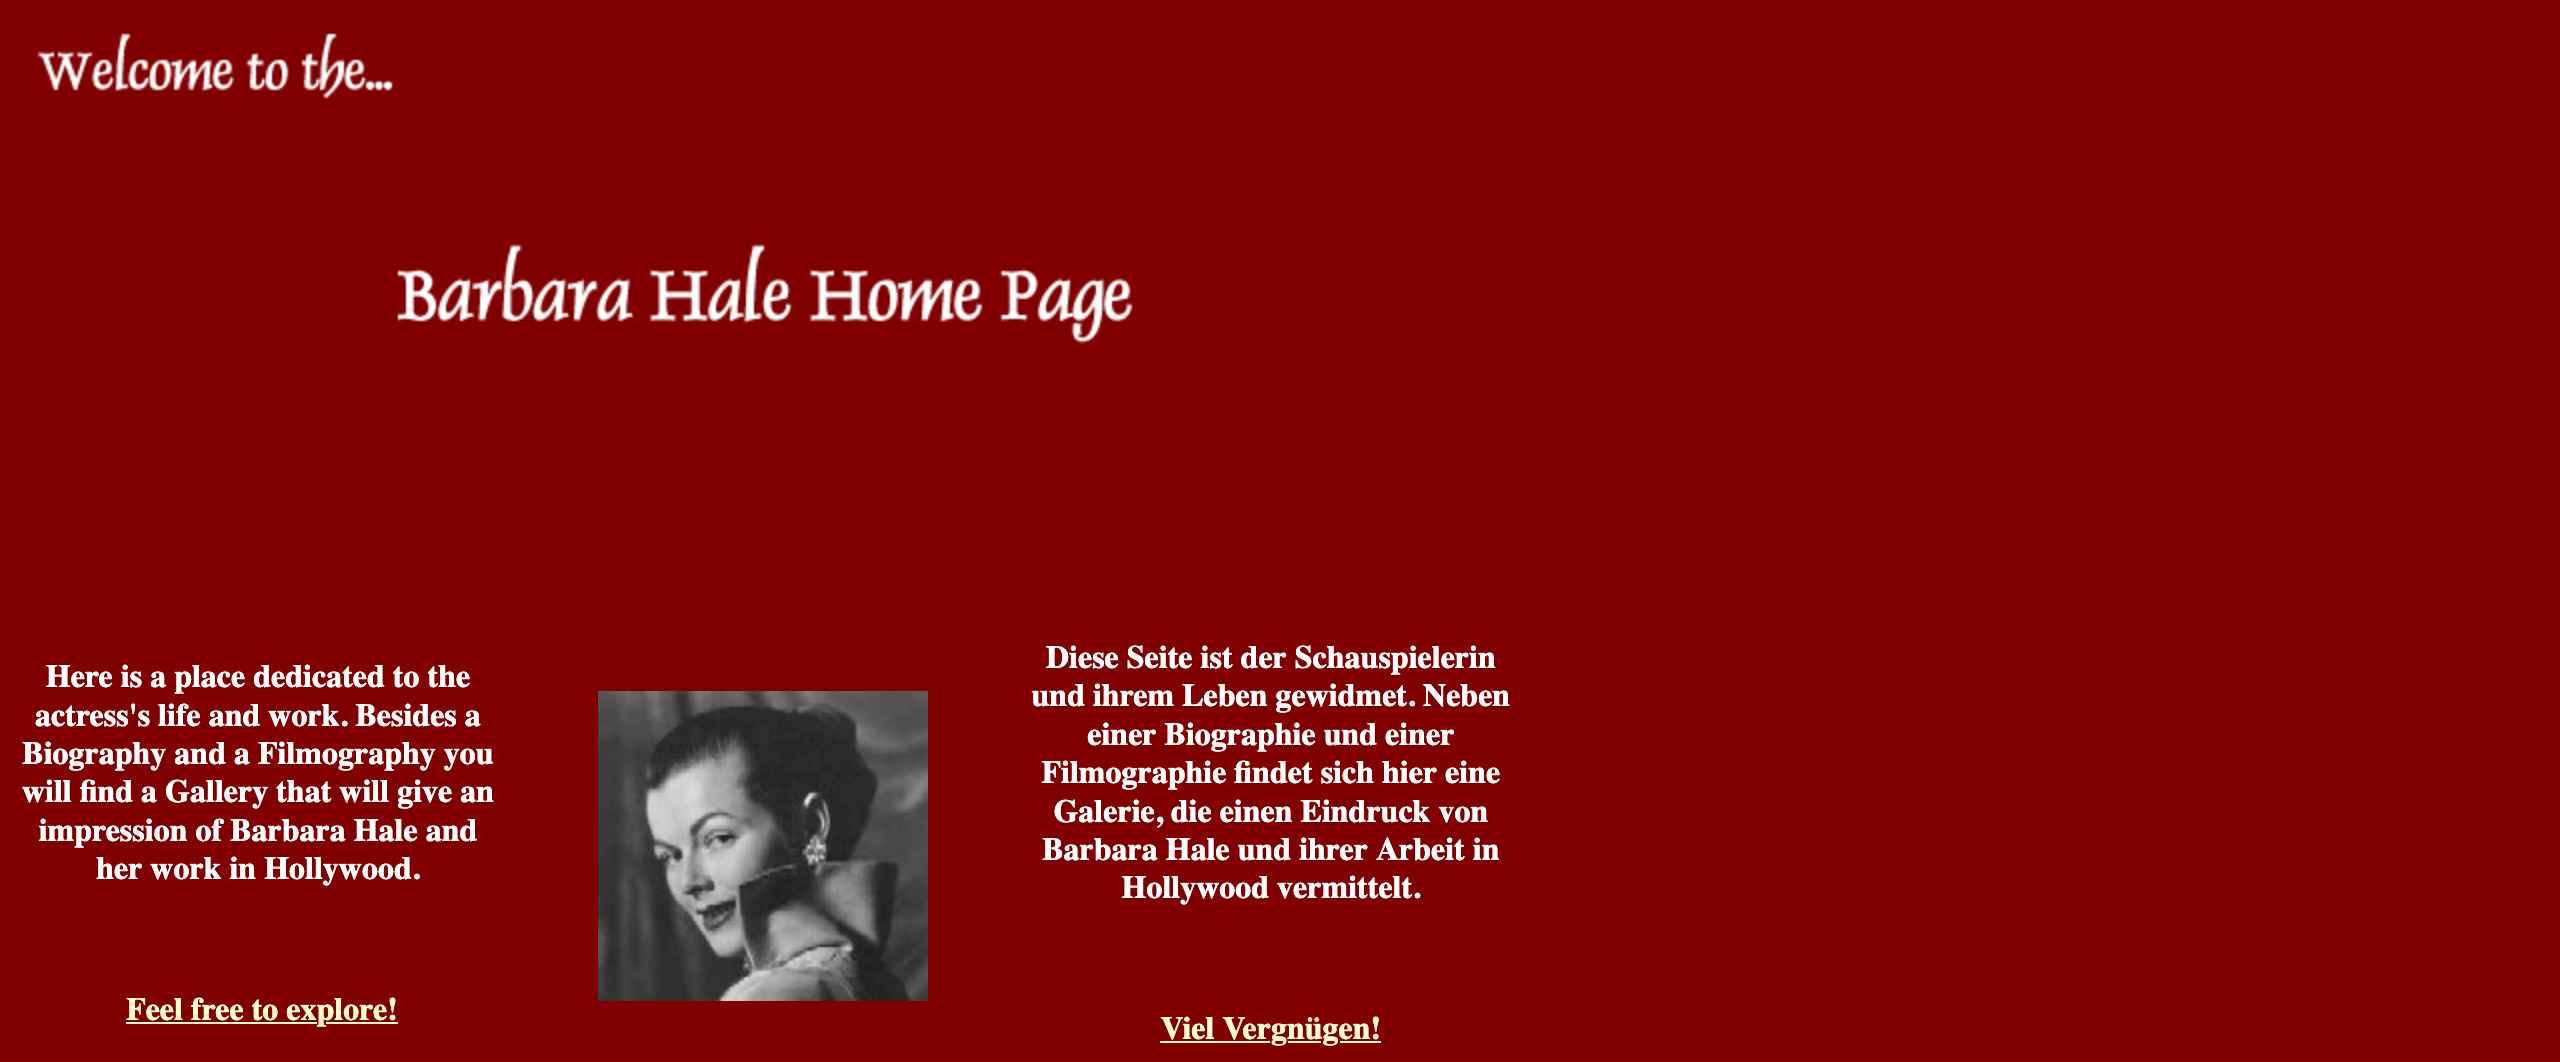 Welcome to the...
Barbara Hale Home Page
Here is a place dedicated to the
actress's life and work. Besides a
Biography and a Filmography you
will find a Gallery that will give an
impression of Barbara Hale and
her work in Hollywood.
Feel free to explore!
Diese Seite ist der Schauspielerin
und ihrem Leben gewidmet. Neben
einer Biographie und einer
Filmographie findet sich hier eine
Galerie, die einen Eindruck von
Barbara Hale und ihrer Arbeit in
Hollywood vermittelt.
Viel Vergnügen!